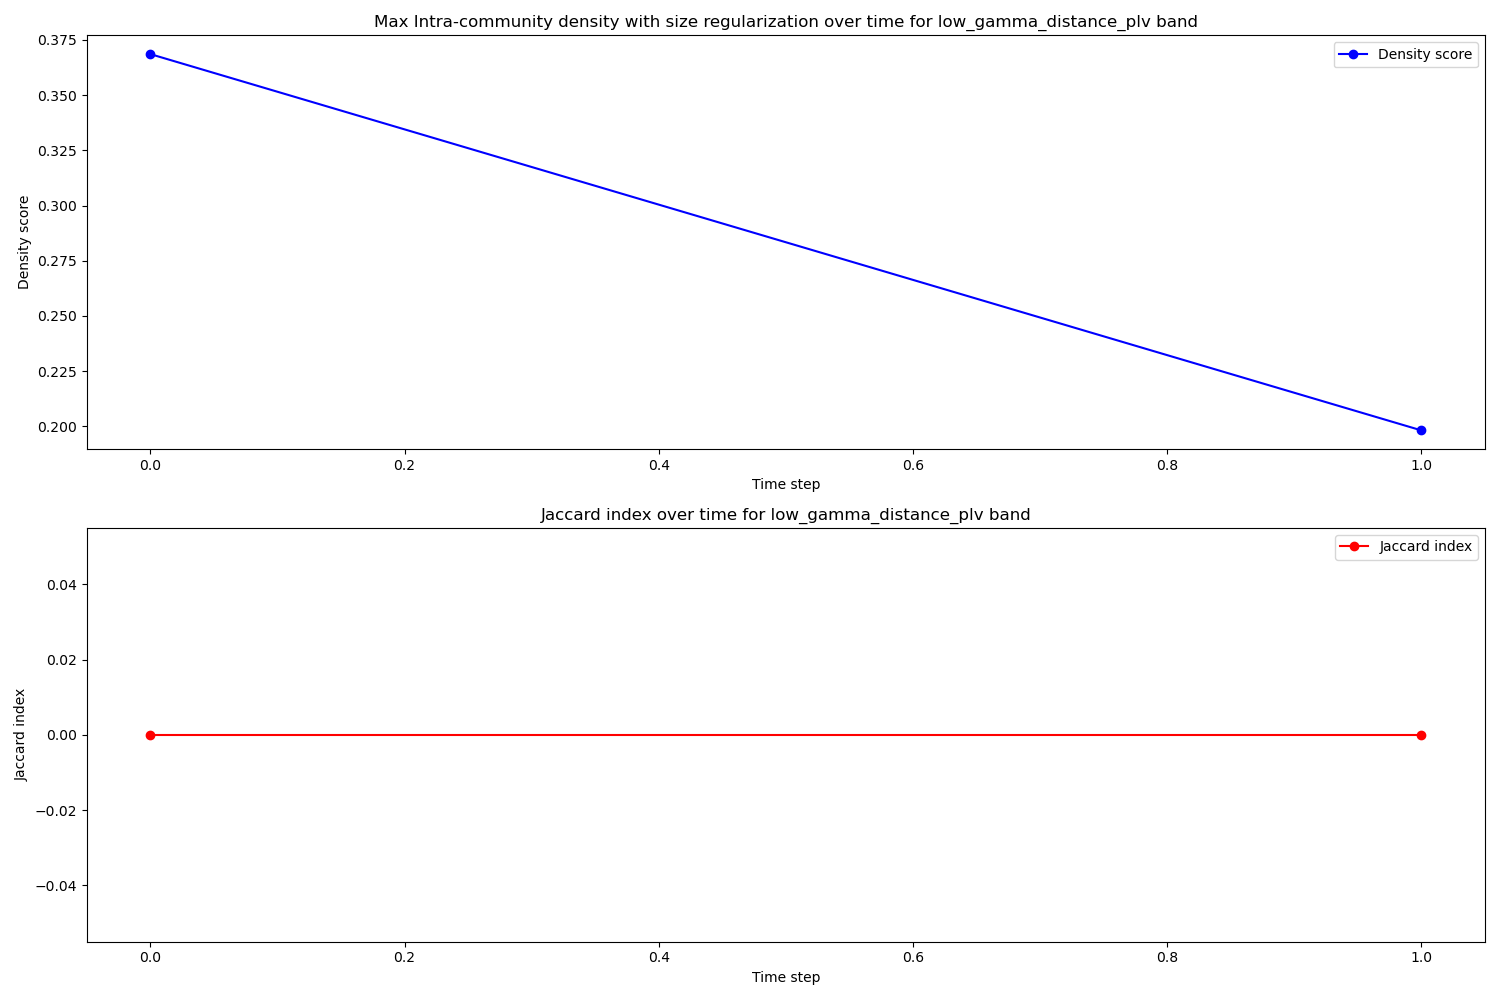 Max Intra-community density with size regularization over time for low_gamma_distance_plv band
Density score
0.375
0.350
0.325
0.300
0.275
0.250
0.225
0.200
Density score
0.0 0.2 0.4 0.6 0.8 1.0
Time step
Jaccard index over time for low_gamma_distance_plv band
Jaccard index
0.04
0.02
0.00
−0.02
−0.04
Jaccard index
0.0 0.2 0.4 0.6 0.8 1.0
Time step